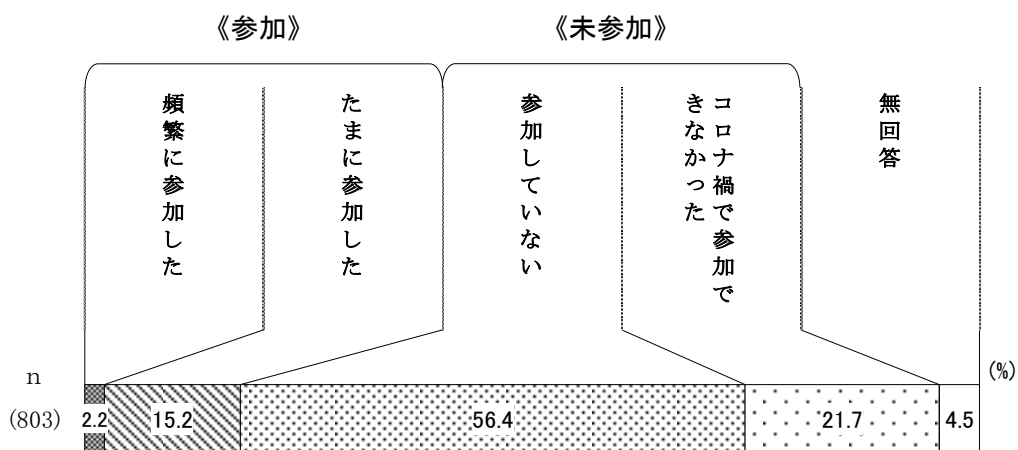 《参加》
《未参加》
頻繁に参加した
たまに参加した
参加していない
コロナ禍で参加で
きなかった
無回答
(%)
n
(803)
2.2
15.2
56.4
21.7
4.5